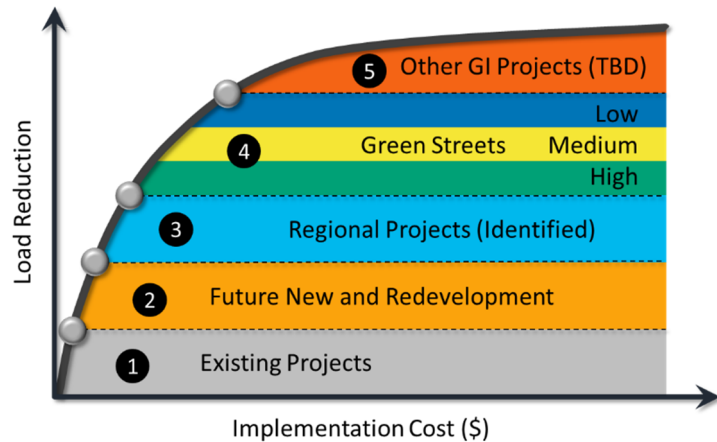 Load Reduction
5 Other GI Projects (TBD)
Low
4 Green Streets Medium
High
3 Regional Projects (Identified)
2 Future New and Redevelopment
1 Existing Projects
Implementation Cost ($)